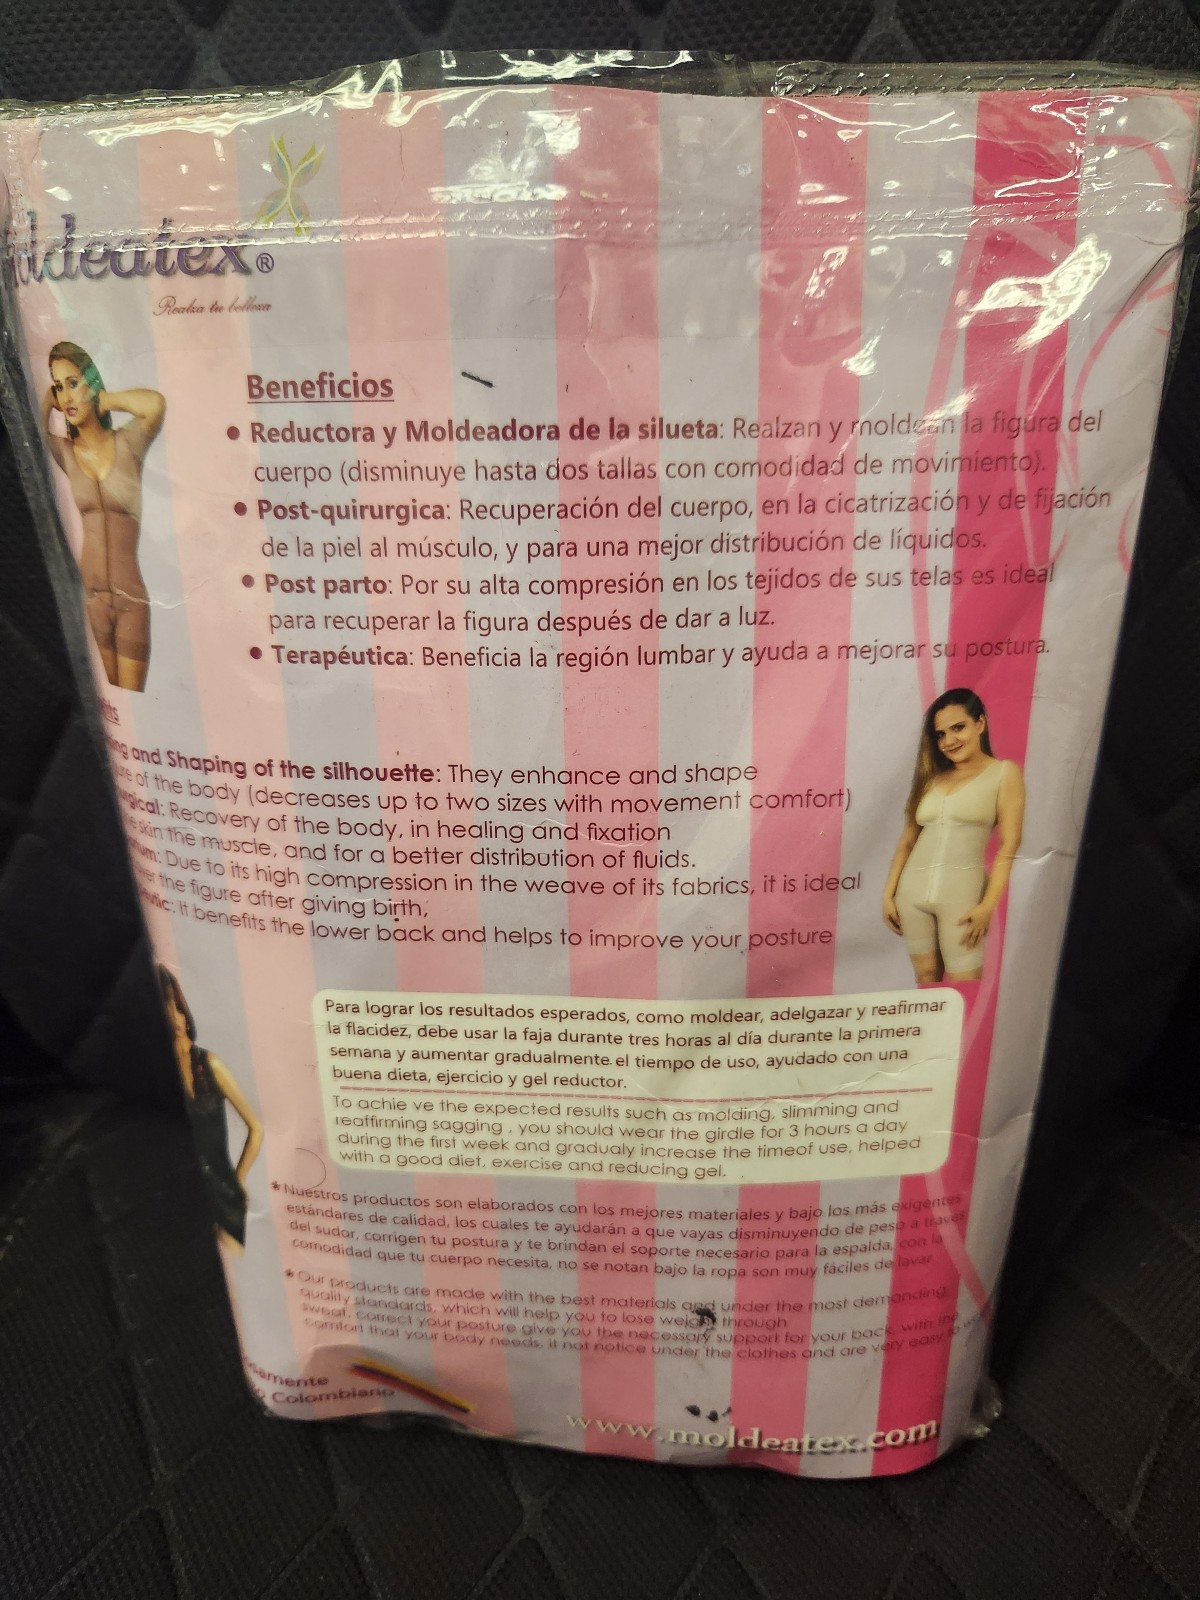 ldeatex®
Realza tu belleza
Beneficios
• Reductora y Moldeadora de la silueta: Realzan y moldean la figura del
cuerpo (disminuye hasta dos tallas con comodidad de movimiento).
• Post-quirurgica: Recuperación del cuerpo, en la cicatrización y de fijación
de la piel al músculo, y para una mejor distribución de líquidos.
• Post parto: Por su alta compresión en los tejidos de sus telas es ideal
para recuperar la figura después de dar a luz.
• Terapéutica: Beneficia la región lumbar y ayuda a mejorar su postura.
fits
ing and Shaping of the silhouette: They enhance and shape
ure of the body (decreases up to two sizes with movement comfort)
gical: Recovery of the body, in healing and fixation
skin the muscle, and for a better distribution of fluids.
tum: Due to its high compression in the weave of its fabrics, it is ideal
er the figure after giving birth,
utic: It benefits the lower back and helps to improve your posture
Para lograr los resultados esperados, como moldear, adelgazar y reafirmar
la flacidez, debe usar la faja durante tres horas al día durante la primera
semana y aumentar gradualmente el tiempo de uso, ayudado con una
buena dieta, ejercicio y gel reductor.
To achie ve the expected results such as molding, slimming and
reaffirming sagging , you should wear the girdle for 3 hours a day
during the first week and gradualy increase the timeof use, helped
with a good diet, exercise and reducing gel.
* Nuestros productos son elaborados con los mejores materiales y bajo los más exigentes
estándares de calidad, los cuales te ayudarán a que vayas disminuyendo de peso a través
del sudor, corrigen tu postura y te brindan el soporte necesario para la espalda, con la
comodidad que tu cuerpo necesita, no se notan bajo la ropa son muy fáciles de lavar.
* Our products are made with the best materials and under the most demanding
quality standards, which will help you to lose weight through
sweat, correct your posture give you the necessary support for your back, with the
comfort that your body needs, it not notice under the clothes and are very easy to
samente
o Colombiano
www.moldeatex.com